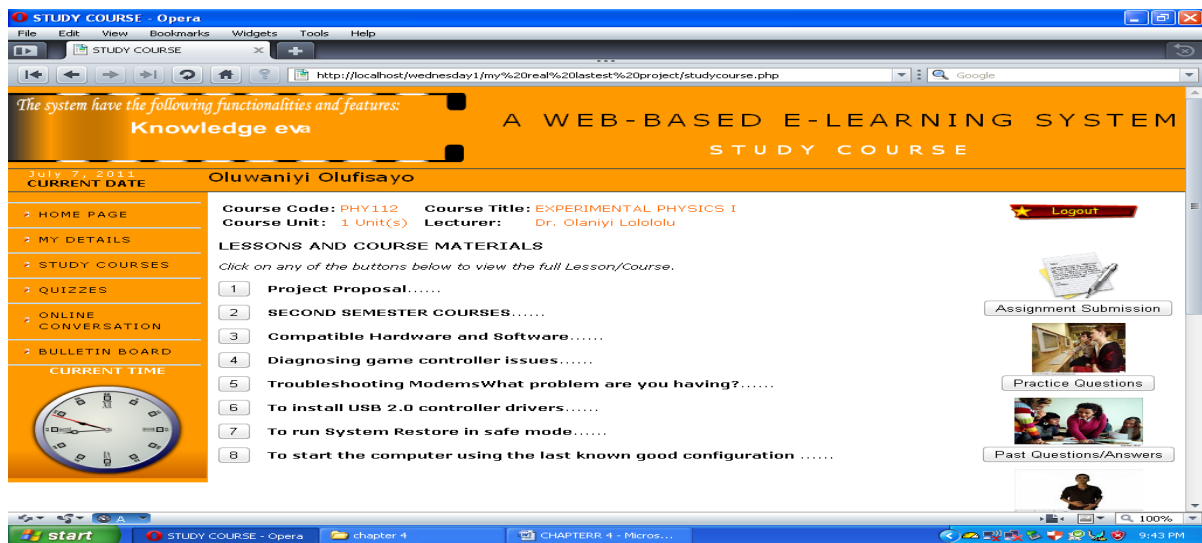 STUDY COURSE - Opera
File Edit View Bookmarks Widgets Tools Help
STUDY COURSE
http://localhost/wednesday1/my%20real%20lastest%20project/studycourse.php
Google
The system have the following functionalities and features:
Knowledge eva
A WEB-BASED E-LEARNING SYSTEM
STUDY COURSE
July 7, 2011
CURRENT DATE
Oluwaniyi Olufisayo
HOME PAGE
MY DETAILS
STUDY COURSES
QUIZZES
ONLINE
CONVERSATION
BULLETIN BOARD
CURRENT TIME
Course Code: PHY112 Course Title: EXPERIMENTAL PHYSICS I
Course Unit: 1 Unit(s) Lecturer: Dr. Olaniyi Lolololu
LESSONS AND COURSE MATERIALS
Click on any of the buttons below to view the full Lesson/Course.
1 Project Proposal......
2 SECOND SEMESTER COURSES......
3 Compatible Hardware and Software......
4 Diagnosing game controller issues......
5 Troubleshooting ModemsWhat problem are you having?......
6 To install USB 2.0 controller drivers......
7 To run System Restore in safe mode......
8 To start the computer using the last known good configuration ......
Logout
Assignment Submission
Practice Questions
Past Questions/Answers
100%
start
STUDY COURSE - Opera
chapter 4
CHAPTERR 4 - Micros...
9:43 PM